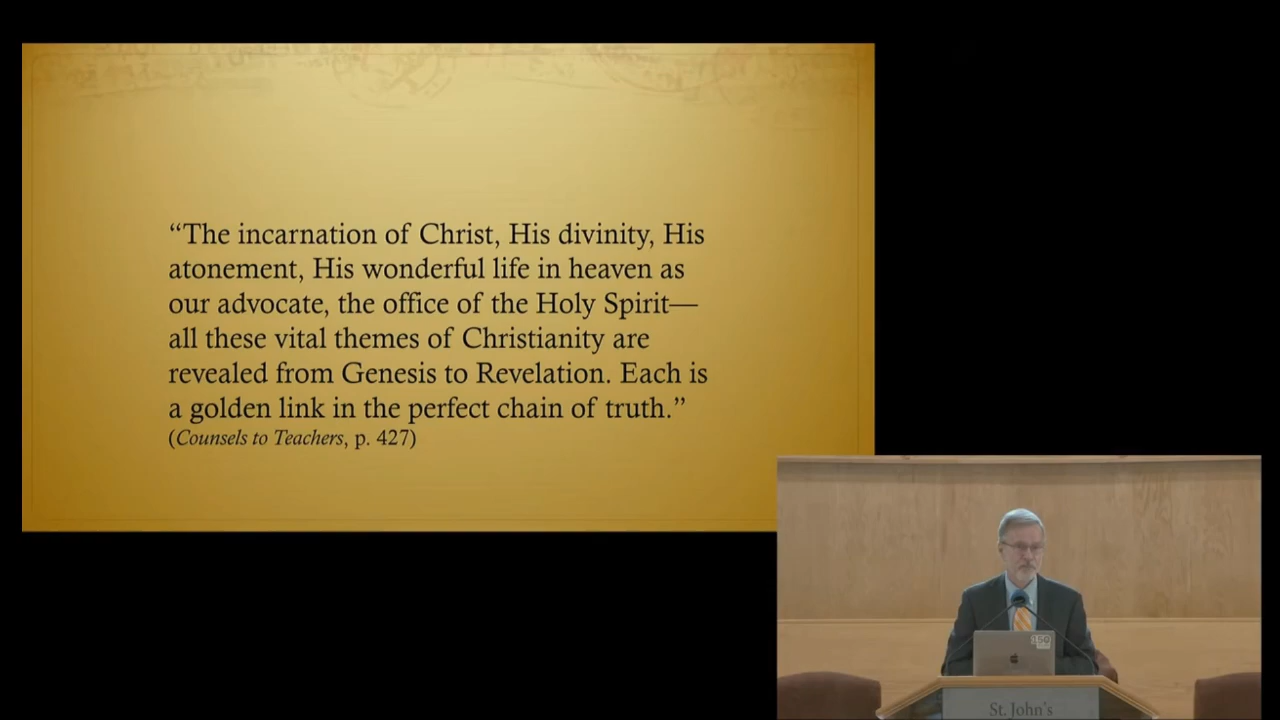 “The incarnation of Christ, His divinity, His
atonement, His wonderful life in heaven as
our advocate, the office of the Holy Spirit—
all these vital themes of Christianity are
revealed from Genesis to Revelation. Each is
a golden link in the perfect chain of truth.”
(Counsels to Teachers, p. 427)
150
St. John’s